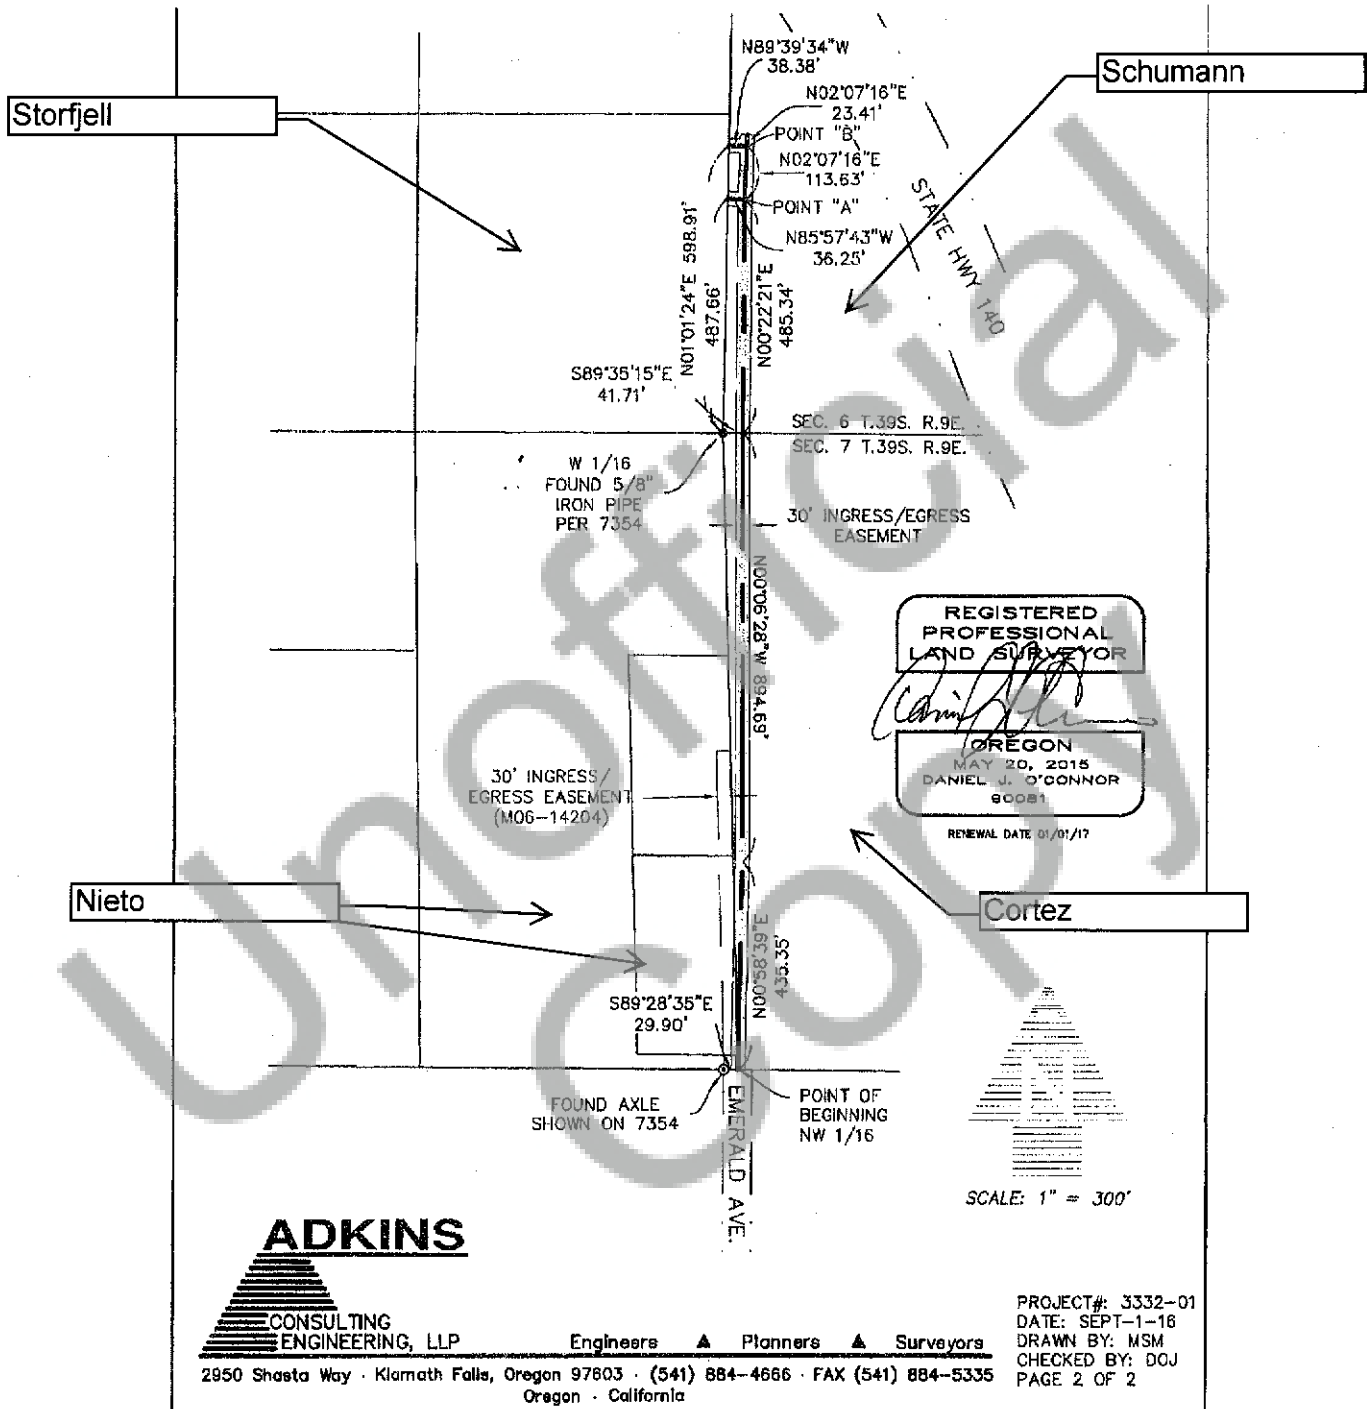 N89°39'34"W
38.38'
Schumann
Storfjell
N02°07'16"E
23.41'
POINT "B"
N02°07'16"E
113.63'
POINT "A"
N85°57'43"W
36.25'
STATE HWY 140
N01°01'24"E 598.91'
487.66'
N00°22'21"E
485.34'
S89°35'15"E
41.71'
SEC. 6 T.39S. R.9E.
SEC. 7 T.39S. R.9E.
W 1/16
FOUND 5/8"
IRON PIPE
PER 7354
30' INGRESS/EGRESS
EASEMENT
N00°06'28"W 894.69'
REGISTERED
PROFESSIONAL
LAND SURVEYOR
OREGON
MAY 20, 2015
DANIEL J. O'CONNOR
90081
RENEWAL DATE 01/01/17
30' INGRESS/
EGRESS EASEMENT
(M06-14204)
Nieto
Cortez
N00°58'39"E
435.35'
S89°28'35"E
29.90'
FOUND AXLE
SHOWN ON 7354
EMERALD AVE.
POINT OF
BEGINNING
NW 1/16
SCALE: 1" = 300'
Unofficial
Copy
ADKINS
CONSULTING
ENGINEERING, LLP
Engineers ▲ Planners ▲ Surveyors
2950 Shasta Way · Klamath Falls, Oregon 97603 · (541) 884-4666 · FAX (541) 884-5335
Oregon · California
PROJECT#: 3332-01
DATE: SEPT-1-16
DRAWN BY: MSM
CHECKED BY: DOJ
PAGE 2 OF 2